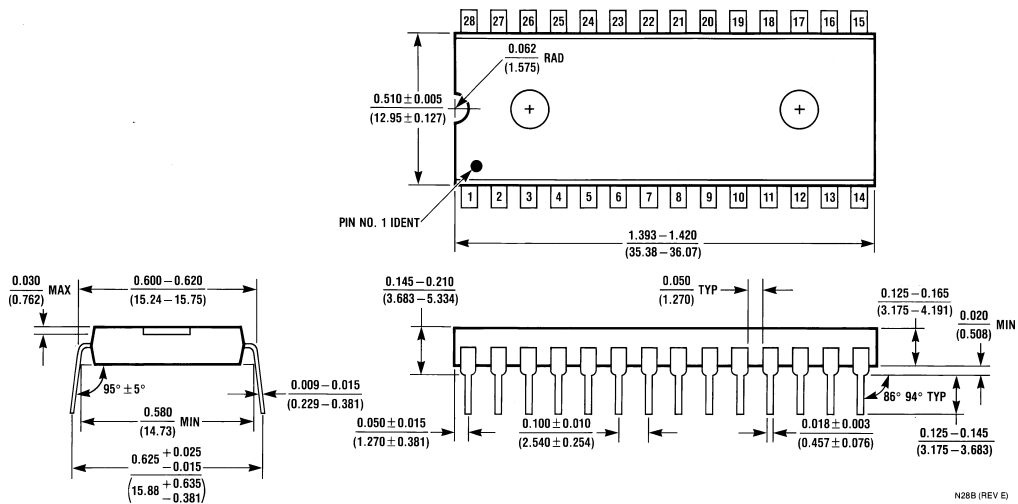 28 27 26 25 24 23 22 21 20 19 18 17 16 15
0.062
(1.575)
RAD
0.510 ± 0.005
(12.95 ± 0.127)
1 2 3 4 5 6 7 8 9 10 11 12 13 14
PIN NO. 1 IDENT
1.393 – 1.420
(35.38 – 36.07)
0.030
(0.762)
MAX
0.600 – 0.620
(15.24 – 15.75)
95° ± 5°
0.580
(14.73)
MIN
0.009 – 0.015
(0.229 – 0.381)
0.625 +0.025
-0.015
(15.88 +0.635
-0.381)
0.145 – 0.210
(3.683 – 5.334)
0.050
(1.270)
TYP
0.125 – 0.165
(3.175 – 4.191)
0.020
(0.508)
MIN
86° 94° TYP
0.050 ± 0.015
(1.270 ± 0.381)
0.100 ± 0.010
(2.540 ± 0.254)
0.018 ± 0.003
(0.457 ± 0.076)
0.125 – 0.145
(3.175 – 3.683)
N28B (REV E)